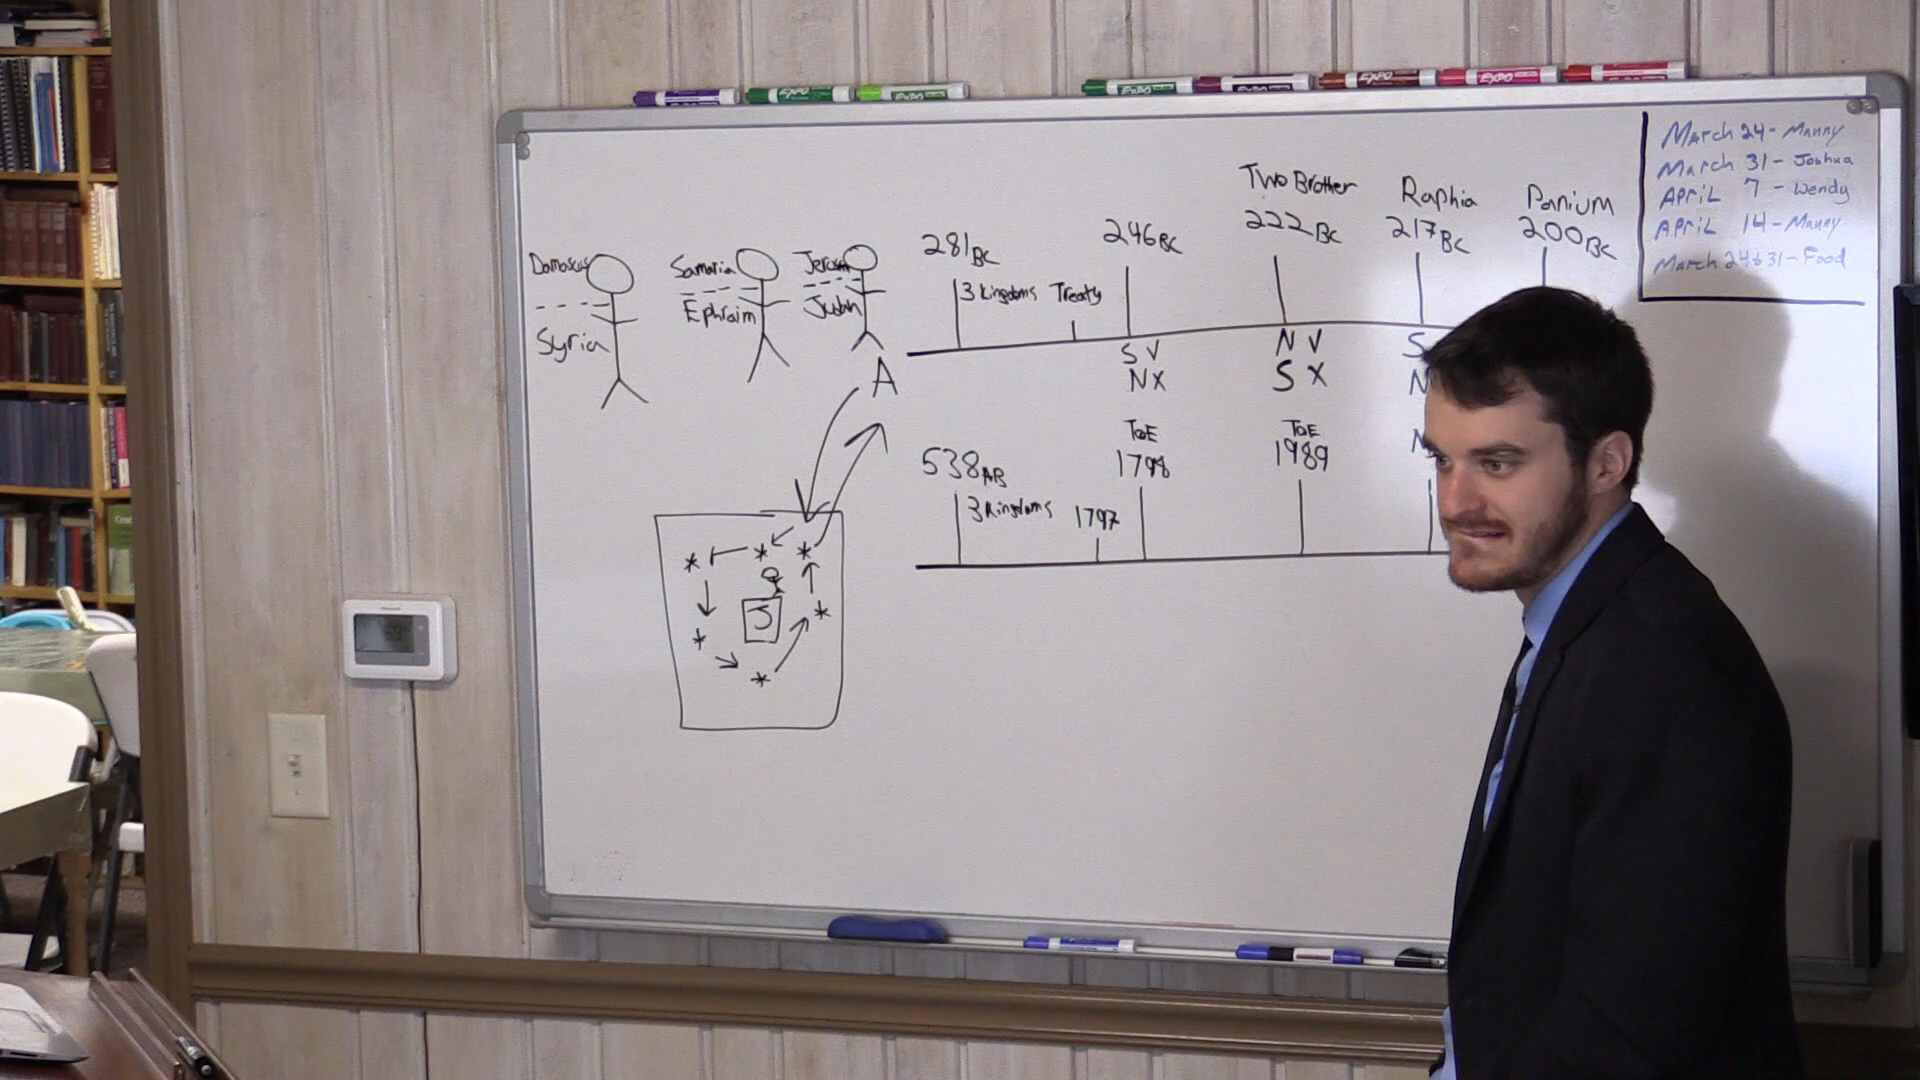 EXPO
EXPO
EXPO
EXPO
March 24 - Manny
March 31 - Joshua
APriL 7 - Wendy
APriL 14 - Manny
March 24 & 31 - Food
Two Brother
Raphia
Panium
281BC
246BC
222BC
217BC
200BC
3 Kingdoms
Treaty
Damascus
Syria
Samaria
Ephraim
Judah
A
S V
N X
N V
S X
S
N
ToE
1798
ToE
1989
N
538AD
3 Kingdoms
1797
S